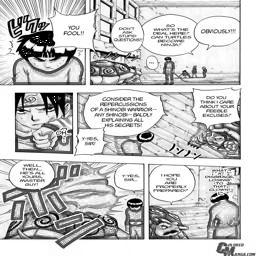 OBVIOUSLY!!!
SO
WHAT'S THE
DEAL HERE!
CAN TURTLES
BECOME
NINJA?
DON'T
ASK
STUPID
QUESTIONS!
YOU
FOOL!!
DO YOU
THINK I CARE
ABOUT YOUR
FEEBLE
EXCUSES!
CONSIDER THE
REPERCUSSIONS
OF A SHINOBI WARRIOR--
ANY SHINOBI-- BALDLY
EXPLAINING ALL
HIS SECRETS!
Y-YES,
SIR!
I HOPE
YOU
ARE
PROPERLY
PREPARED?
Y-YES,
SIR...
WELL,
THEN...
HE'S ALL
YOURS,
MASTER
GUY!